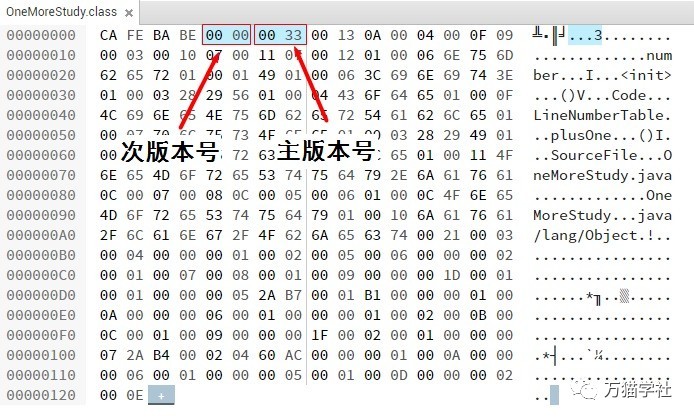 OneMoreStudy.class ×
00000000 CA FE BA BE 00 00 00 33 00 13 0A 00 04 00 0F 09 ...3........
00000010 00 03 00 10 07 00 11 00 12 01 00 06 6E 75 6D ............num
00000020 62 65 72 01 00 01 49 01 00 06 3C 69 6E 69 74 3E ber...I...<init>
00000030 01 00 03 28 29 56 01 00 04 43 6F 64 65 01 00 0F ...()V...Code...
00000040 4C 69 6E 65 4E 75 6D 62 65 72 54 61 62 6C 65 01 LineNumberTable.
00000050 00 07 70 6C 75 73 4F 6E 65 01 00 03 28 29 49 01 ..plusOne...()I.
00000060 00 72 63 65 01 00 11 4F ..SourceFile...O
00000070 6E 65 4D 6F 72 65 53 74 75 64 79 2E 6A 61 76 61 neMoreStudy.java
00000080 0C 00 07 00 08 0C 00 05 00 06 01 00 0C 4F 6E 65 .............One
00000090 4D 6F 72 65 53 74 75 64 79 01 00 10 6A 61 76 61 MoreStudy...java
000000A0 2F 6C 61 6E 67 2F 4F 62 6A 65 63 74 00 21 00 03 /lang/Object.!..
000000B0 00 04 00 00 00 01 00 02 00 05 00 06 00 00 00 02 ................
000000C0 00 01 00 07 00 08 00 01 00 09 00 00 00 1D 00 01 ................
000000D0 00 01 00 00 00 05 2A B7 00 01 B1 00 00 00 01 00 ......*╖..▒.....
000000E0 0A 00 00 00 06 00 01 00 00 00 01 00 02 00 0B 00 ................
000000F0 0C 00 01 00 09 00 00 00 1F 00 02 00 01 00 00 00 ................
00000100 07 2A B4 00 02 04 60 AC 00 00 00 01 00 0A 00 00 .*┤...`¼........
00000110 00 06 00 01 00 00 00 05 00 01 00 0D 00 00 00 02 ................
00000120 00 0E + ..
次版本号 主版本号
万猫学社